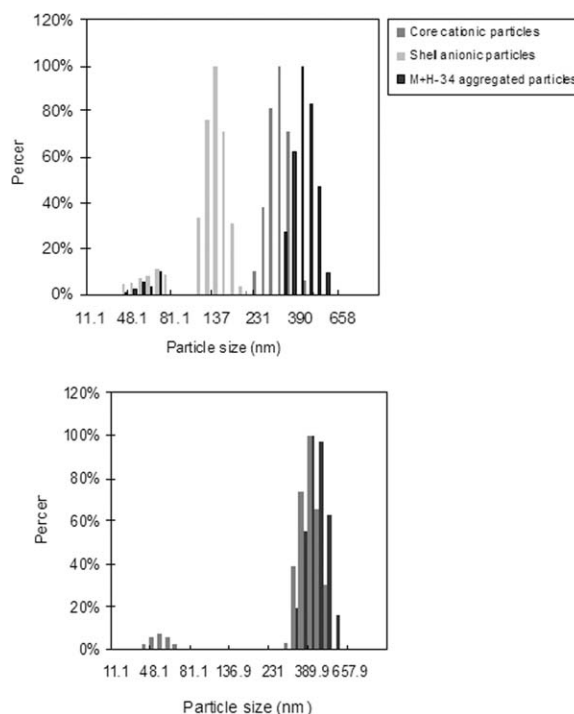 Core cationic particles
Shel anionic particles
M+H-34 aggregated particles
120%
100%
80%
60%
40%
20%
0%
Percer
11.1 48.1 81.1 137 231 390 658
Particle size (nm)
120%
100%
80%
60%
40%
20%
0%
Percer
11.1 48.1 81.1 136.9 231 389.9 657.9
Particle size (nm)